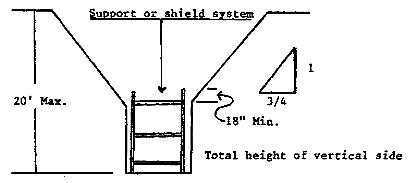 Support or shield system
20' Max.
1
3/4
18" Min.
Total height of vertical side